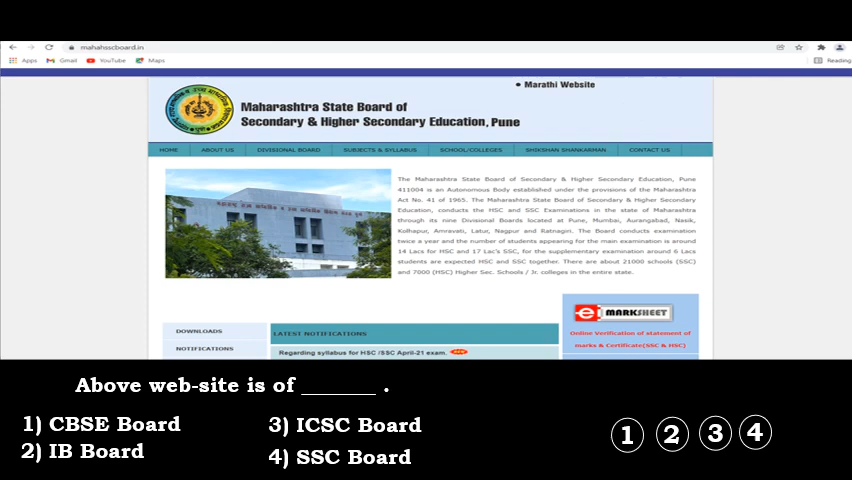 mahahsscboard.in
Apps Gmail YouTube Maps Reading
• Marathi Website
Maharashtra State Board of
Secondary & Higher Secondary Education, Pune
HOME ABOUT US DIVISIONAL BOARD SUBJECTS & SYLLABUS SCHOOL/COLLEGES SHIKSHAN SHANKARMAN CONTACT US
The Maharashtra State Board of Secondary & Higher Secondary Education, Pune
411004 is an Autonomous Body established under the provisions of the Maharashtra
Act No. 41 of 1965. The Maharashtra State Board of Secondary & Higher Secondary
Education, conducts the HSC and SSC Examinations in the state of Maharashtra
through its nine Divisional Boards located at Pune, Mumbai, Aurangabad, Nasik,
Kolhapur, Amravati, Latur, Nagpur and Ratnagiri. The Board conducts examination
twice a year and the number of students appearing for the main examination is around
14 Lacs for HSC and 17 Lac's SSC, for the supplementary examination around 6 Lacs
students are expected HSC and SSC together. There are about 21000 schools (SSC)
and 7000 (HSC) Higher Sec. Schools / Jr. colleges in the entire state.
e MARKSHEET
Online Verification of statement of
marks & Certificate(SSC & HSC)
DOWNLOADS
NOTIFICATIONS
LATEST NOTIFICATIONS
Regarding syllabus for HSC /SSC April-21 exam.
Above web-site is of _______ .
1) CBSE Board
2) IB Board
3) ICSC Board
4) SSC Board
1 2 3 4